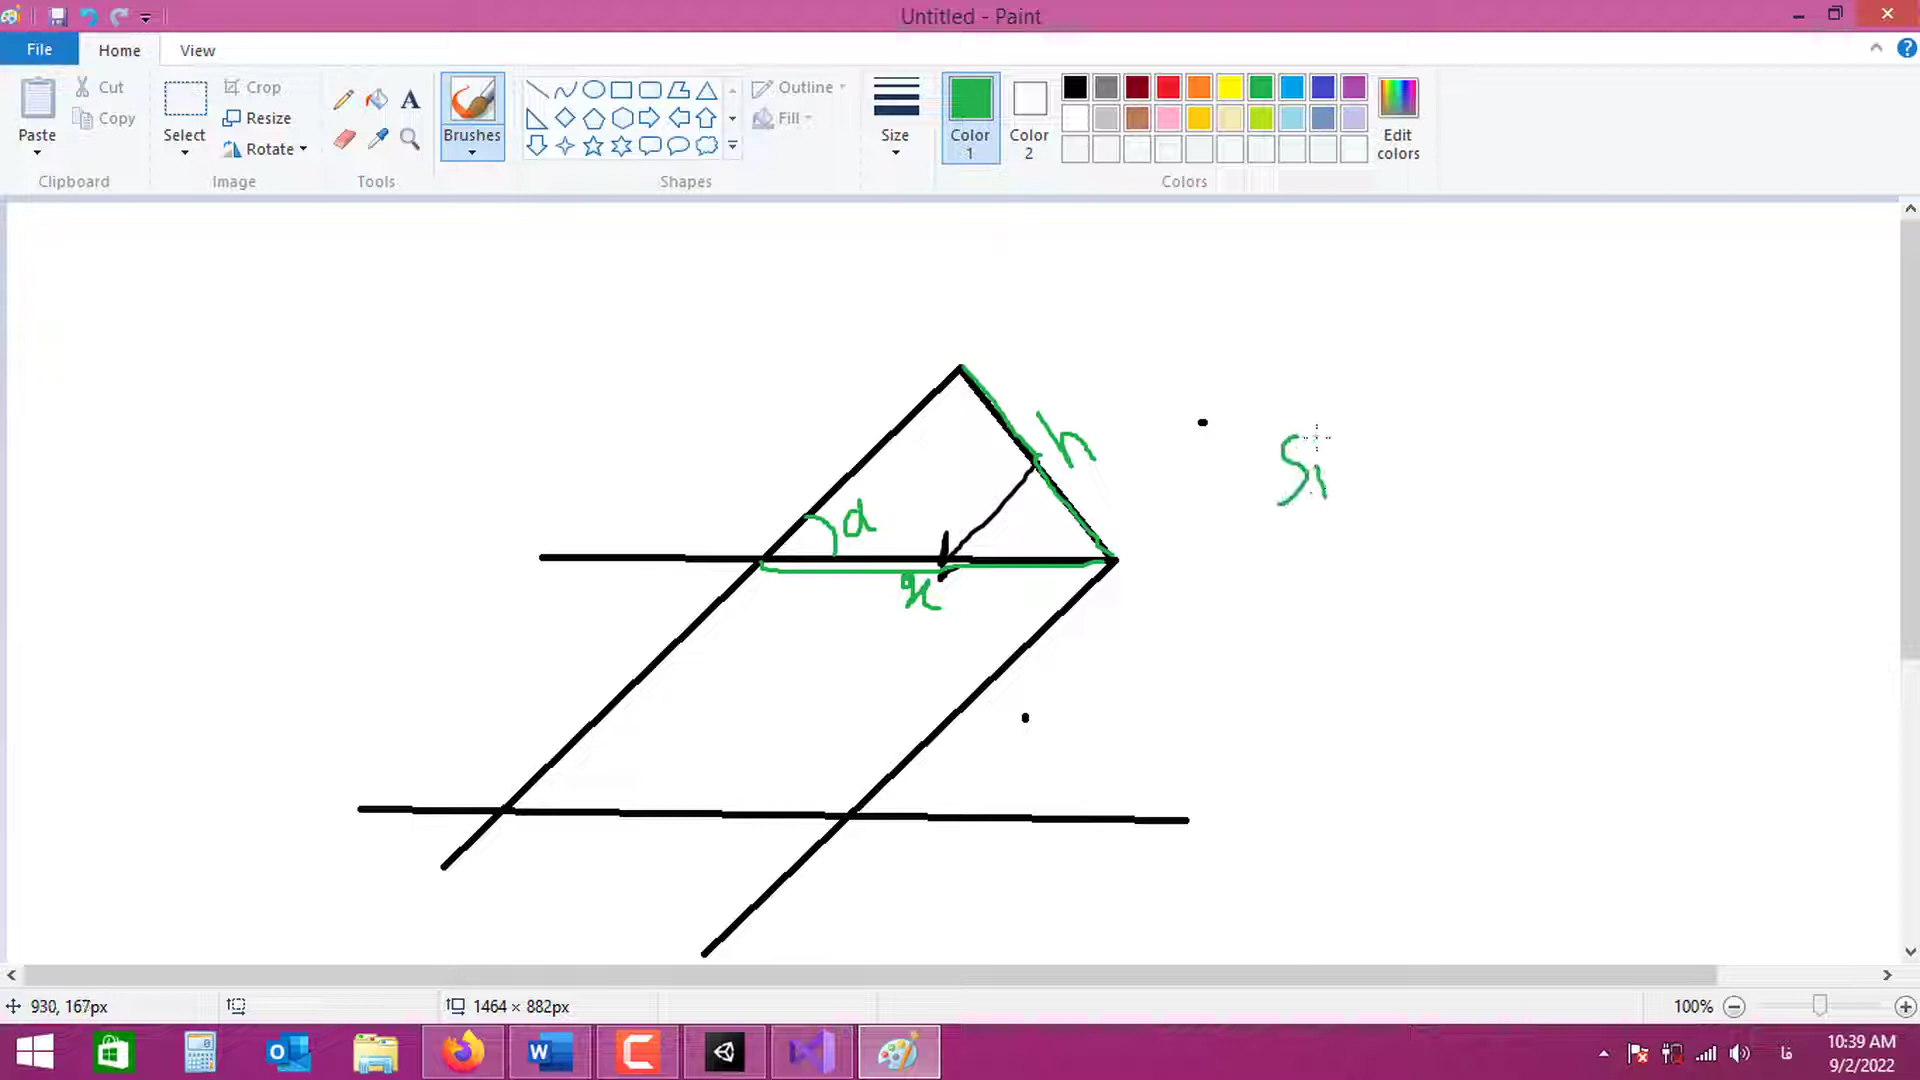 Untitled - Paint
File
Home
View
Paste
Cut
Copy
Clipboard
Select
Crop
Resize
Rotate
Image
Tools
Brushes
Outline
Fill
Shapes
Size
Color 1
Color 2
Edit colors
Colors
h
α
x
Si
930, 167px
1464 × 882px
100%
فا
10:39 AM
9/2/2022